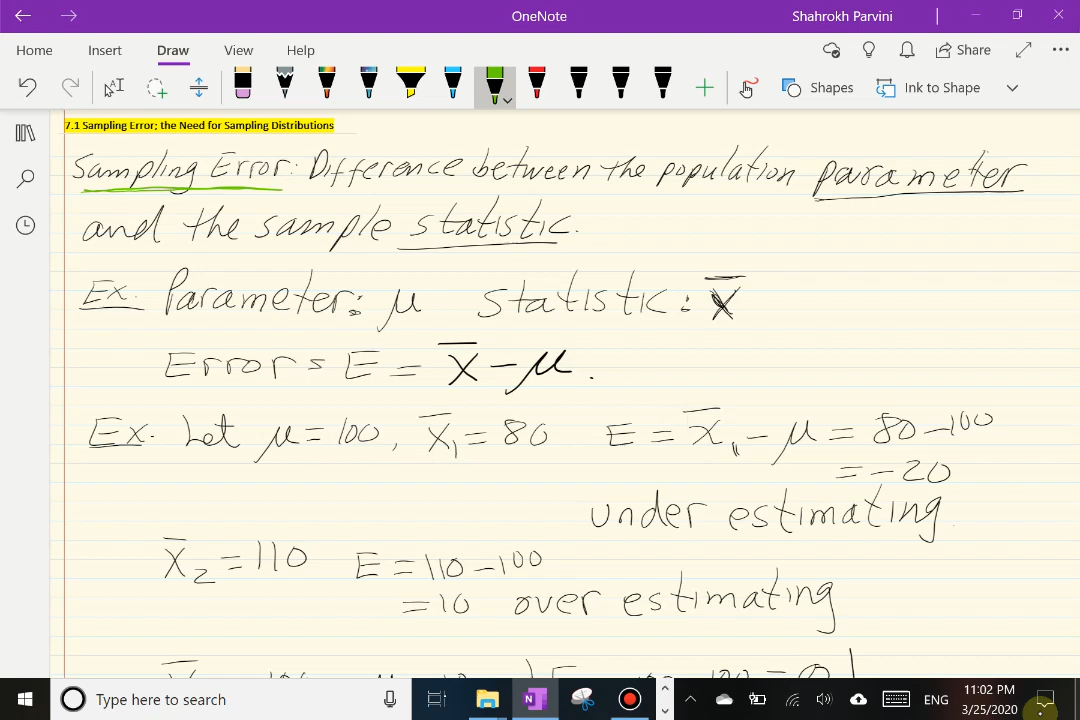 OneNote
Shahrokh Parvini
Home Insert Draw View Help Share
Shapes Ink to Shape
7.1 Sampling Error; the Need for Sampling Distributions
Sampling Error: Difference between the population parameter
and the sample statistic.
Ex. Parameter: μ statistic: x̄
Error = E = x̄ - μ.
Ex. Let μ = 100, x̄₁ = 80 E = x̄₁ - μ = 80 - 100
= -20
under estimating.
x̄₂ = 110 E = 110 - 100
= 10 over estimating
Type here to search
ENG
11:02 PM
3/25/2020